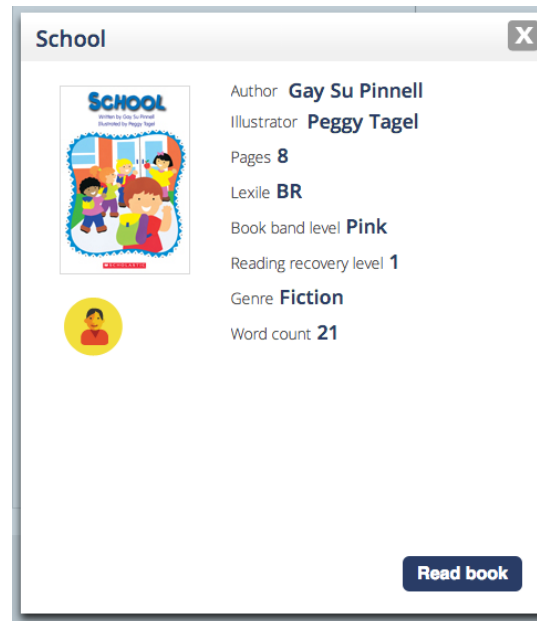 School
X
SCHOOL
Written by Gay Su Pinnell
Illustrated by Peggy Tagel
SCHOLASTIC
Author Gay Su Pinnell
Illustrator Peggy Tagel
Pages 8
Lexile BR
Book band level Pink
Reading recovery level 1
Genre Fiction
Word count 21
Read book